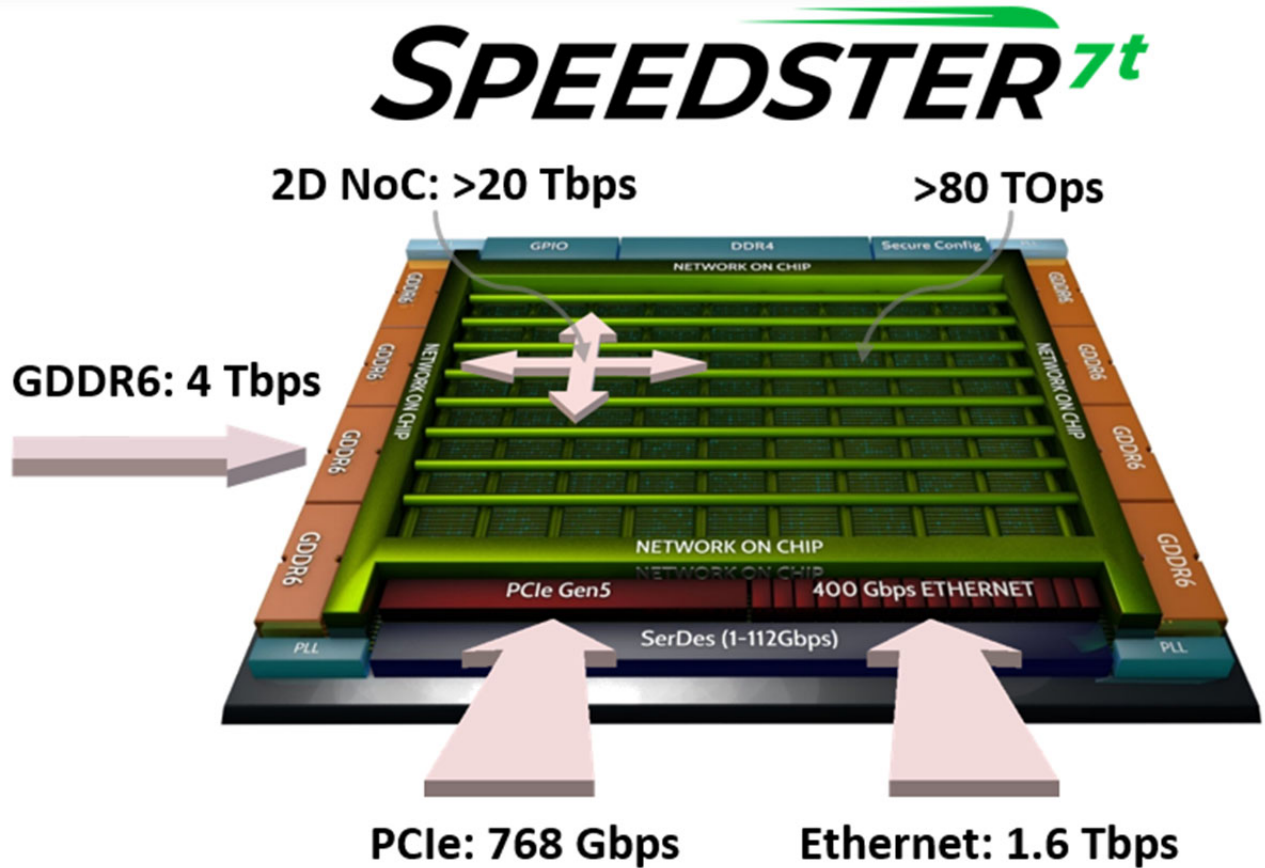 SPEEDSTER 7t
2D NoC: >20 Tbps
>80 TOps
GPIO
DDR4
Secure Config
NETWORK ON CHIP
GDDR6
GDDR6
GDDR6
GDDR6
NETWORK ON CHIP
GDDR6: 4 Tbps
NETWORK ON CHIP
GDDR6
GDDR6
GDDR6
GDDR6
NETWORK ON CHIP
NETWORK ON CHIP
PCIe Gen5
400 Gbps ETHERNET
SerDes (1-112Gbps)
PLL
PLL
PCIe: 768 Gbps
Ethernet: 1.6 Tbps